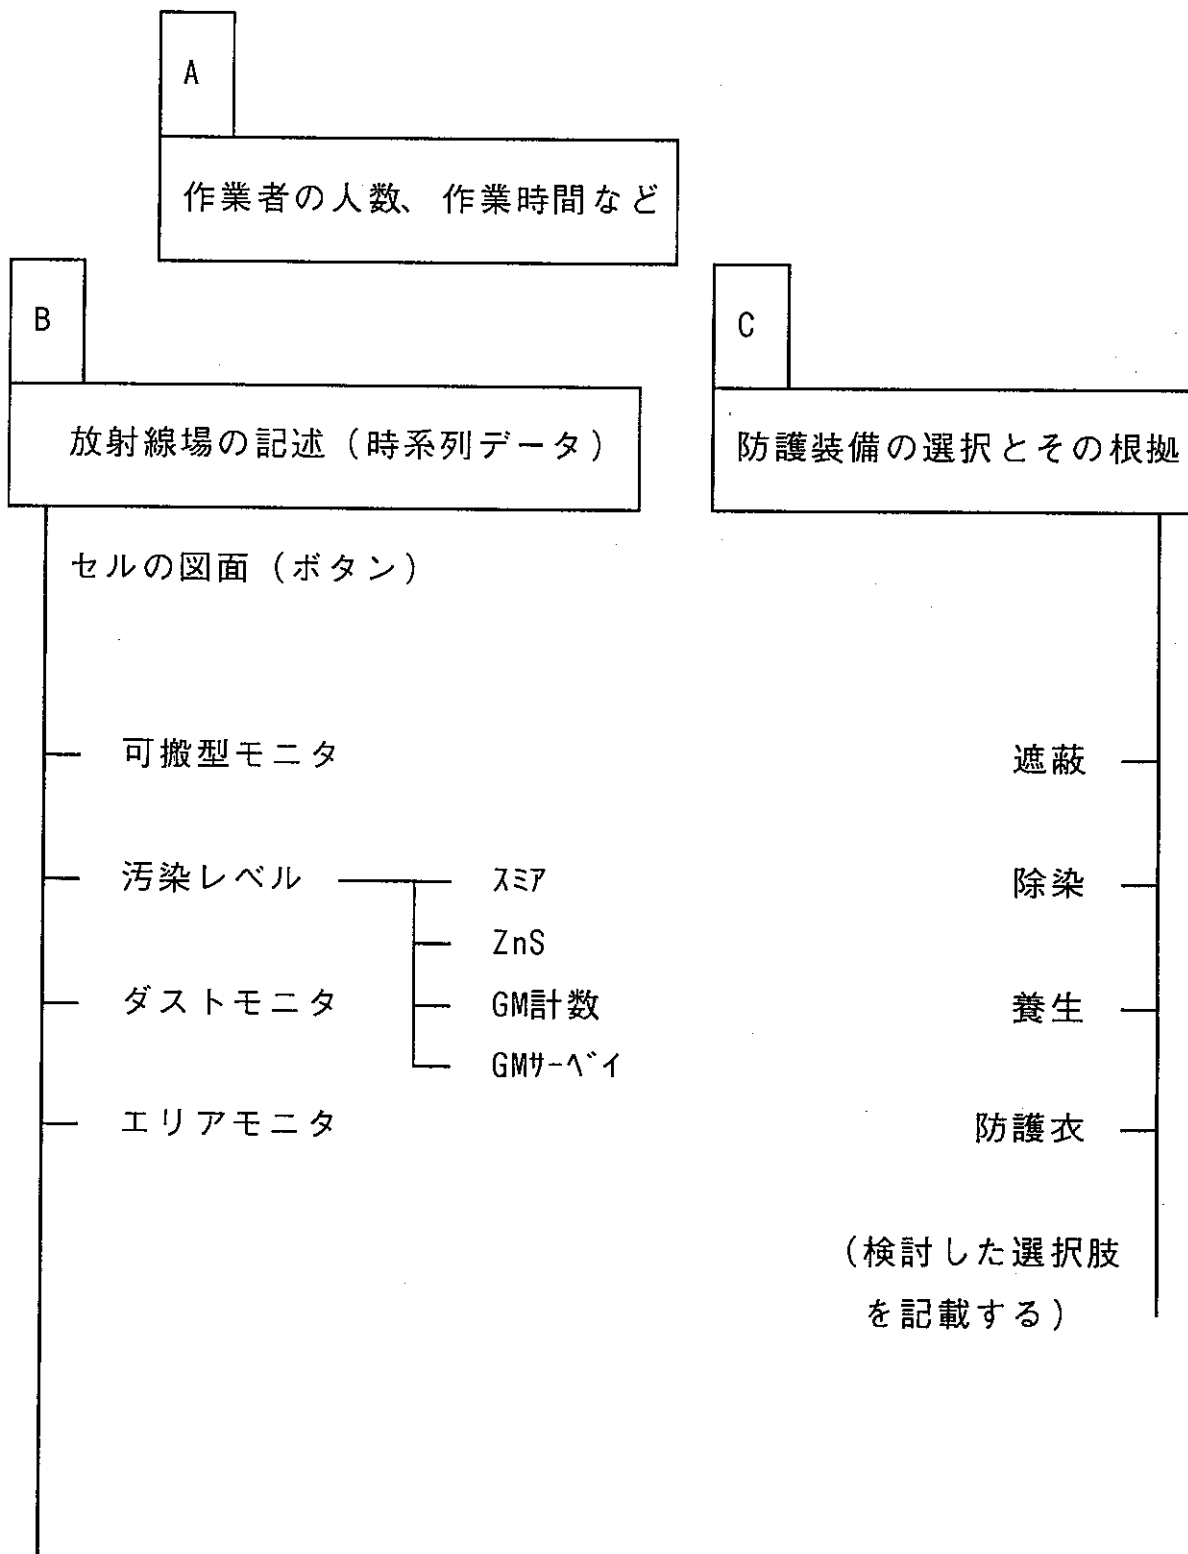 A
作業者の人数、作業時間など
B
放射線場の記述（時系列データ）
セルの図面（ボタン）
可搬型モニタ
汚染レベル
ｽﾐｱ
ZnS
GM計数
GMｻｰﾍﾞｲ
ダストモニタ
エリアモニタ
C
防護装備の選択とその根拠
遮蔽
除染
養生
防護衣
（検討した選択肢
を記載する）